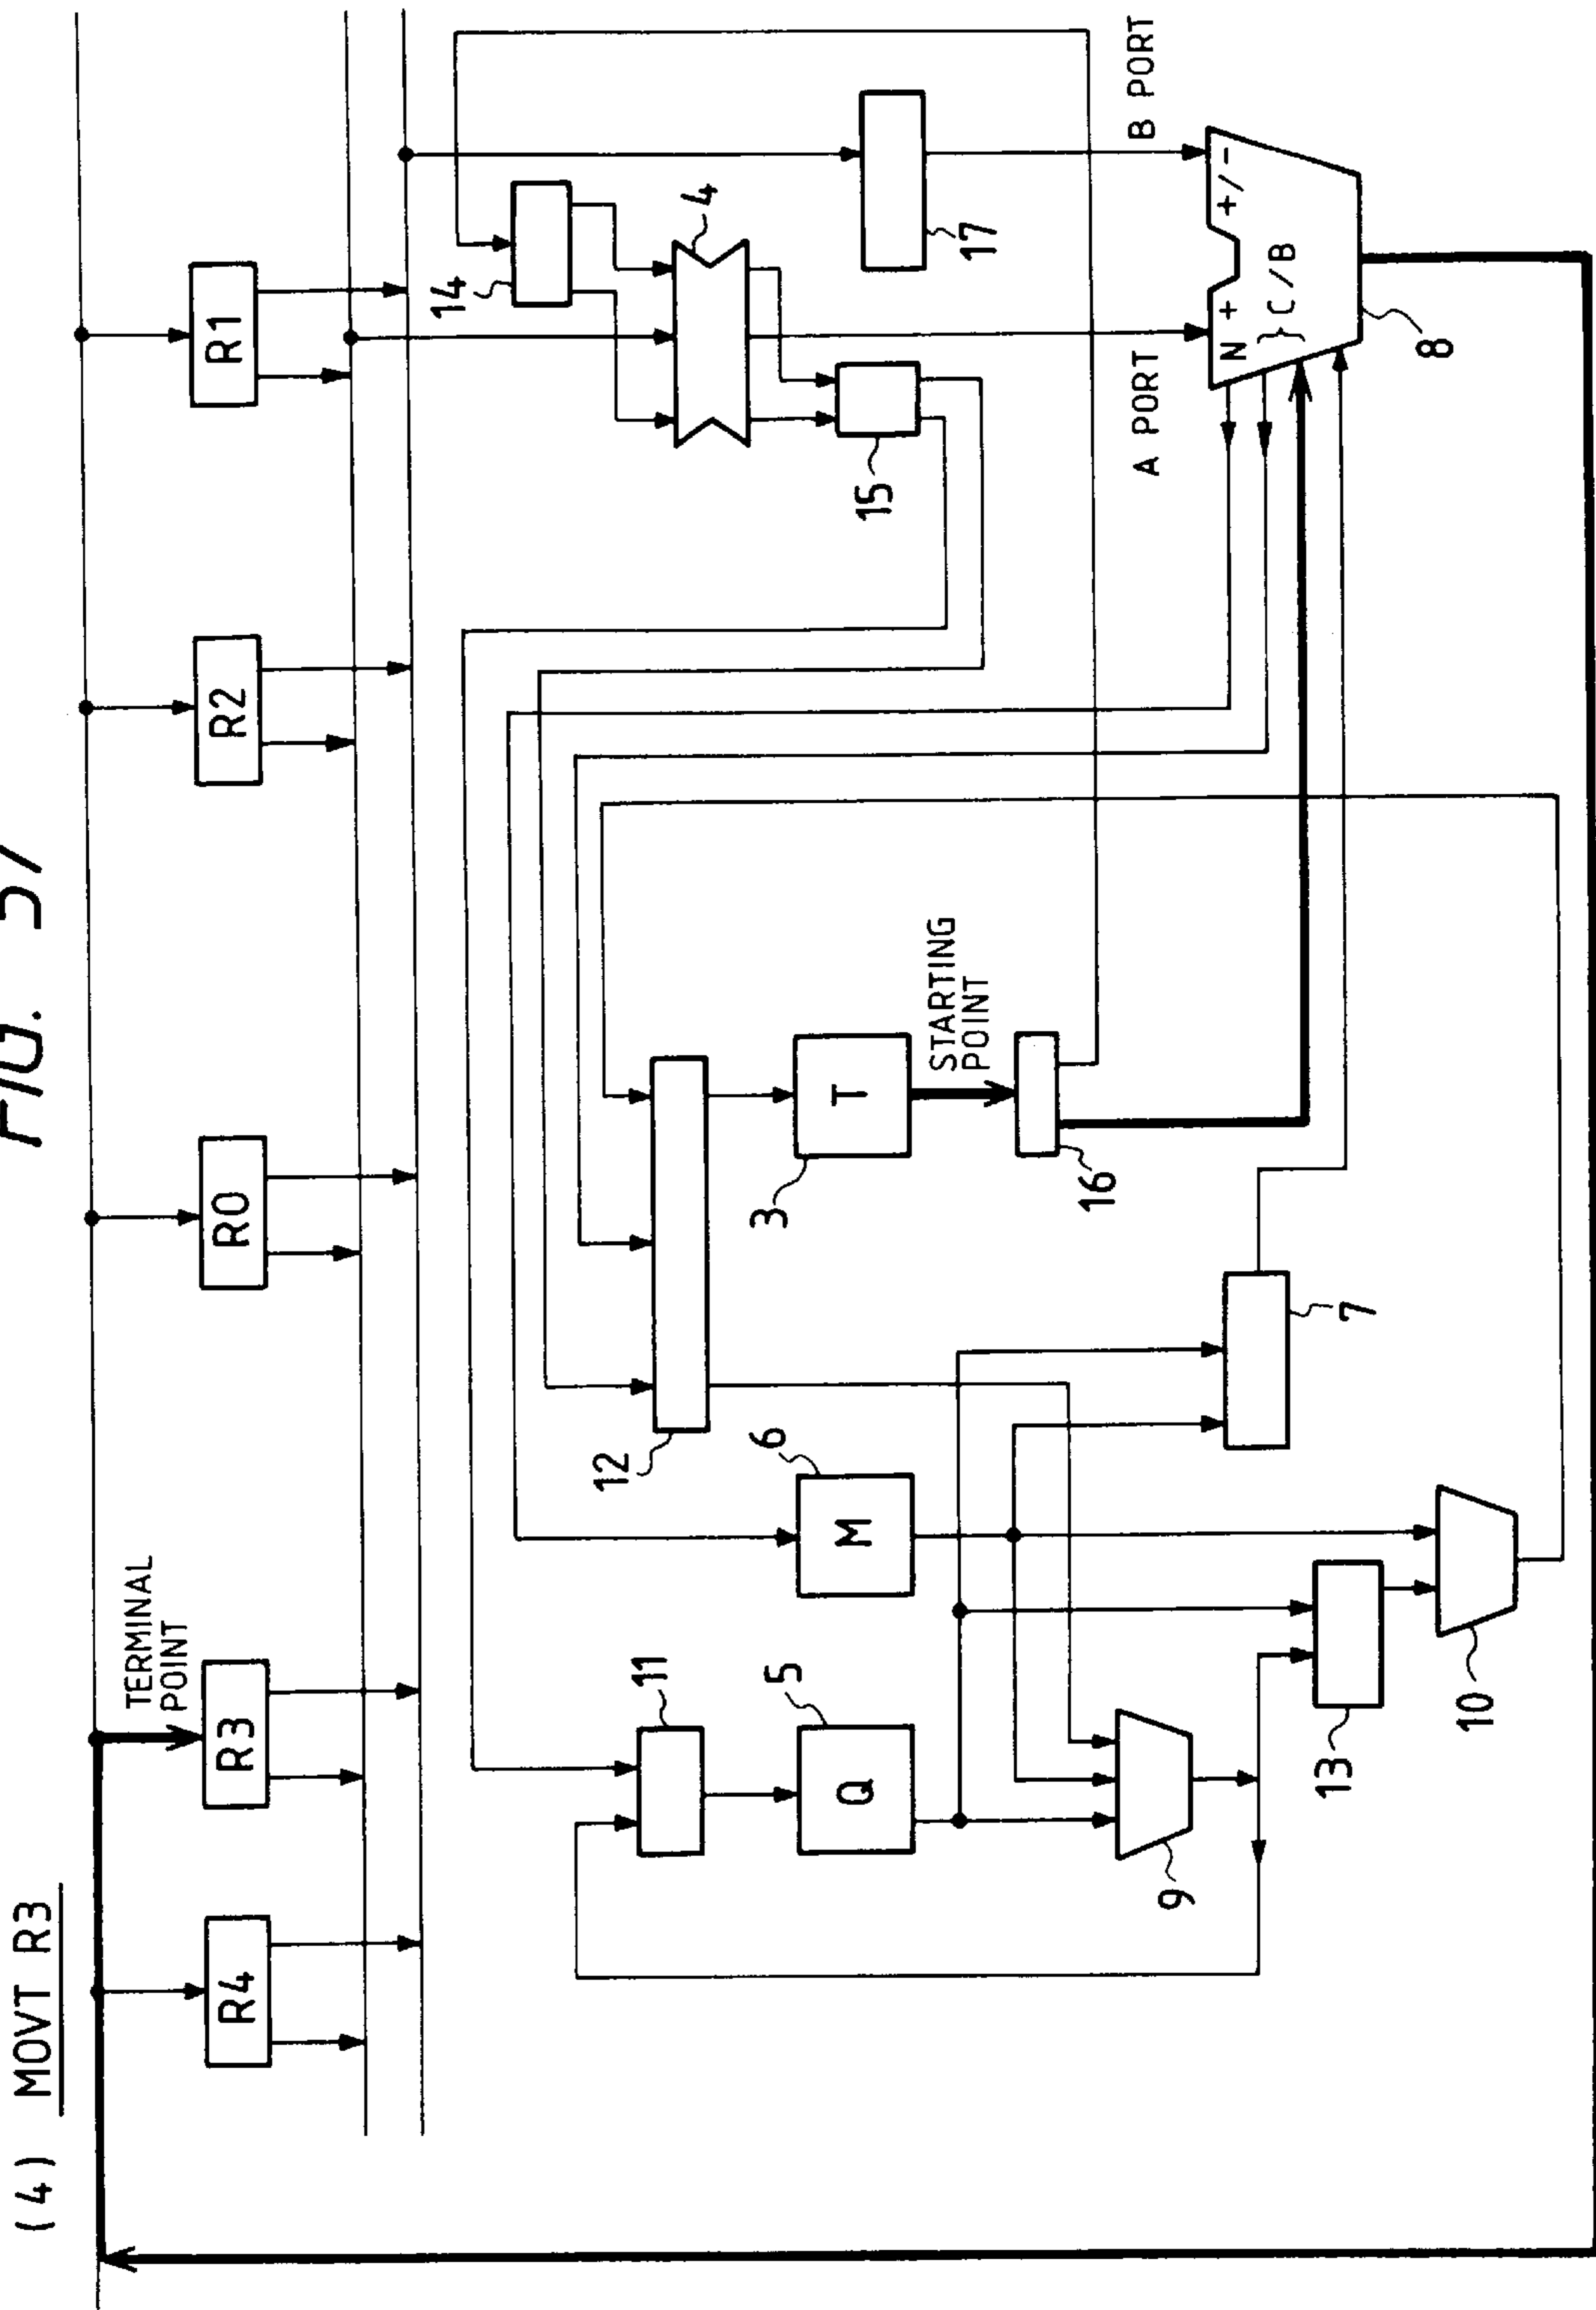 FIG.
(4) MOVT R3
TERMINAL
POINT
R4
R3
R0
R2
R1
14
4
11
12
5
6
3
Q
M
T
15
17
STARTING
POINT
16
A PORT
B PORT
9
7
N + +/-
C/B
13
8
10